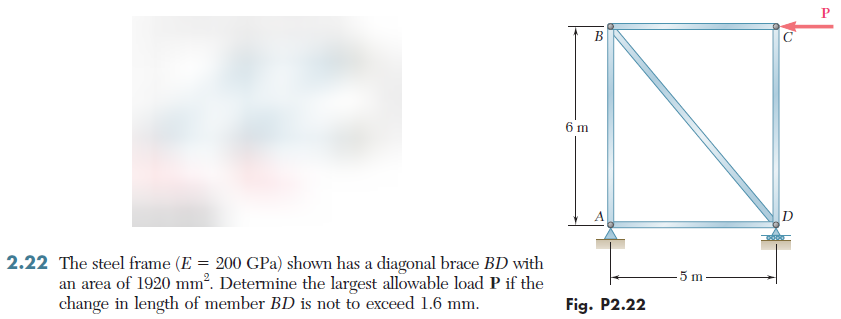 P
B
C
6 m
A
D
5 m
2.22 The steel frame (E = 200 GPa) shown has a diagonal brace BD with
an area of 1920 mm². Determine the largest allowable load P if the
change in length of member BD is not to exceed 1.6 mm.
Fig. P2.22